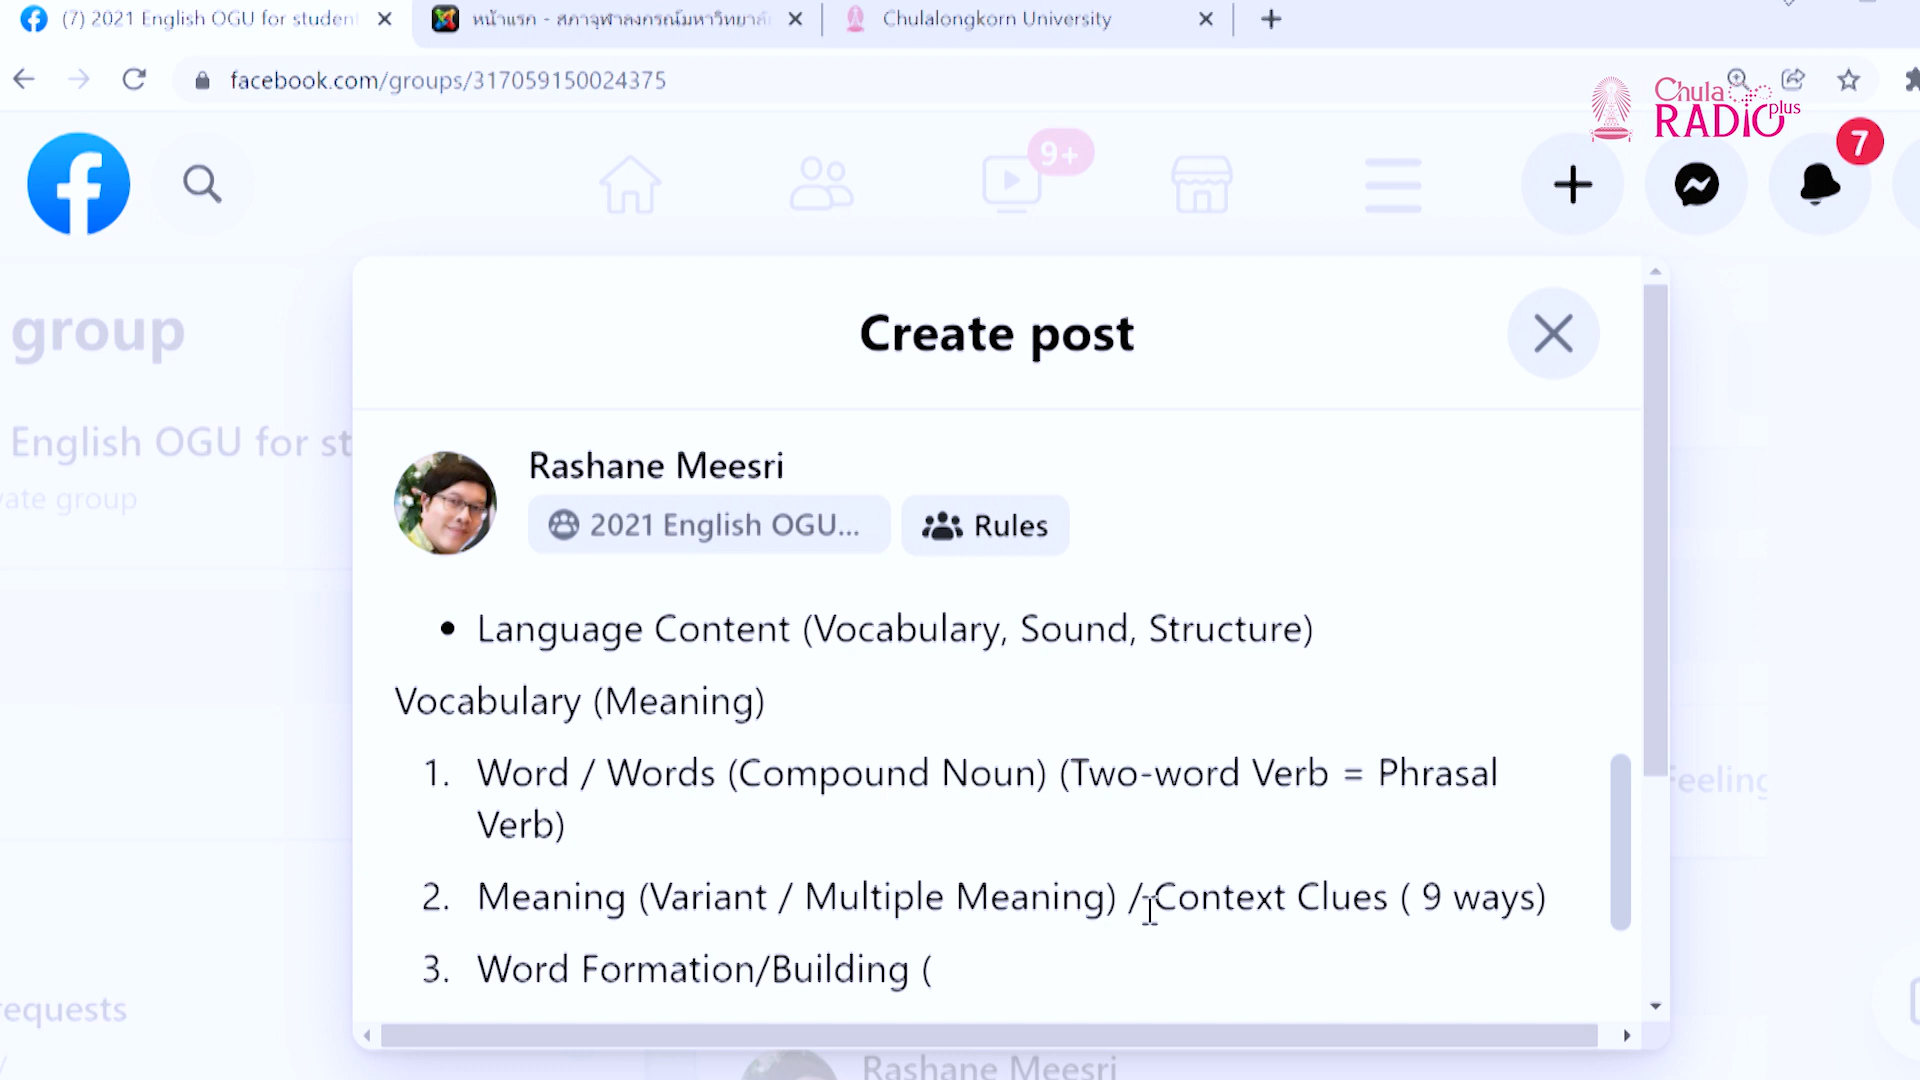 (7) 2021 English OGU for student
หน้าแรก - สภาจุฬาลงกรณ์มหาวิทยาลั
Chulalongkorn University
facebook.com/groups/317059150024375
Chula
RADIO plus
9+
7
group
Create post
English OGU for st
vate group
Rashane Meesri
2021 English OGU...
Rules
• Language Content (Vocabulary, Sound, Structure)
Vocabulary (Meaning)
1. Word / Words (Compound Noun) (Two-word Verb = Phrasal
Verb)
Feeling
2. Meaning (Variant / Multiple Meaning) / Context Clues ( 9 ways)
3. Word Formation/Building (
requests
Rashane Meesri